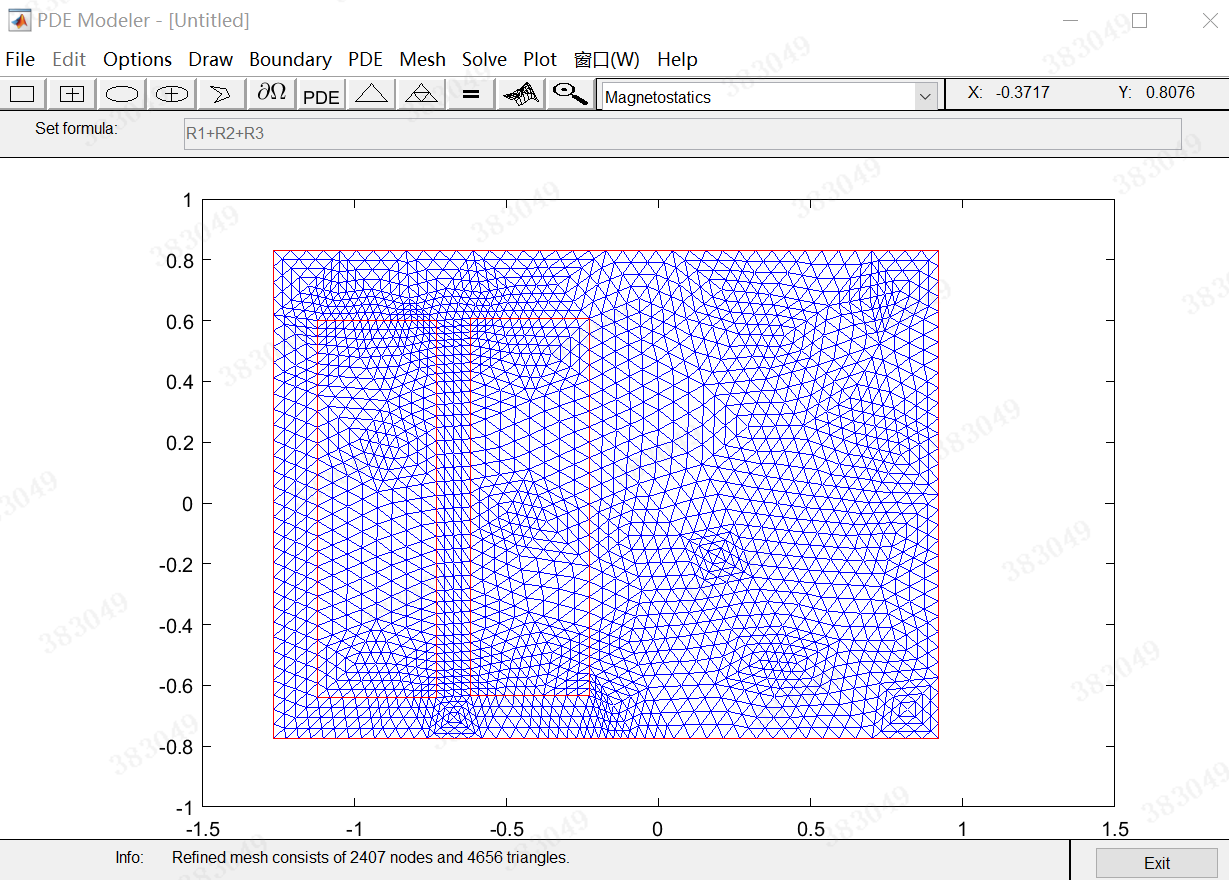 PDE Modeler - [Untitled]
File Edit Options Draw Boundary PDE Mesh Solve Plot 窗口(W) Help
∂Ω PDE = Magnetostatics X: -0.3717 Y: 0.8076
Set formula: R1+R2+R3
1
0.8
0.6
0.4
0.2
0
-0.2
-0.4
-0.6
-0.8
-1
-1.5 -1 -0.5 0 0.5 1 1.5
Info: Refined mesh consists of 2407 nodes and 4656 triangles.
Exit
383049